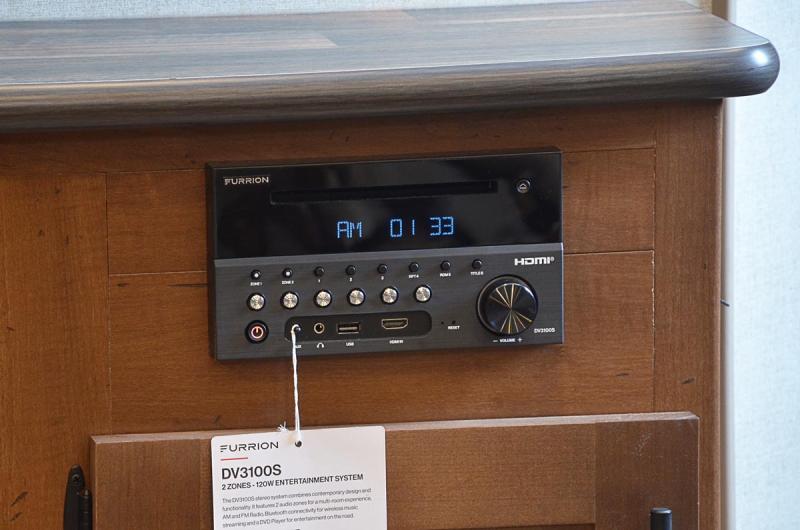 FURRION
AM 01 33
HDMI®
ZONE 1 ZONE 2 1 2 3 RPT 4 RDM 5 TITLE 6
AUX USB HDMI IN RESET
− VOLUME +
DV3100S
FURRION
DV3100S
2 ZONES - 120W ENTERTAINMENT SYSTEM
The DV3100S stereo system combines contemporary design and
functionality. It features 2 audio zones for a multi-room experience,
AM and FM Radio, Bluetooth connectivity for wireless music
streaming and a DVD Player for entertainment on the road.